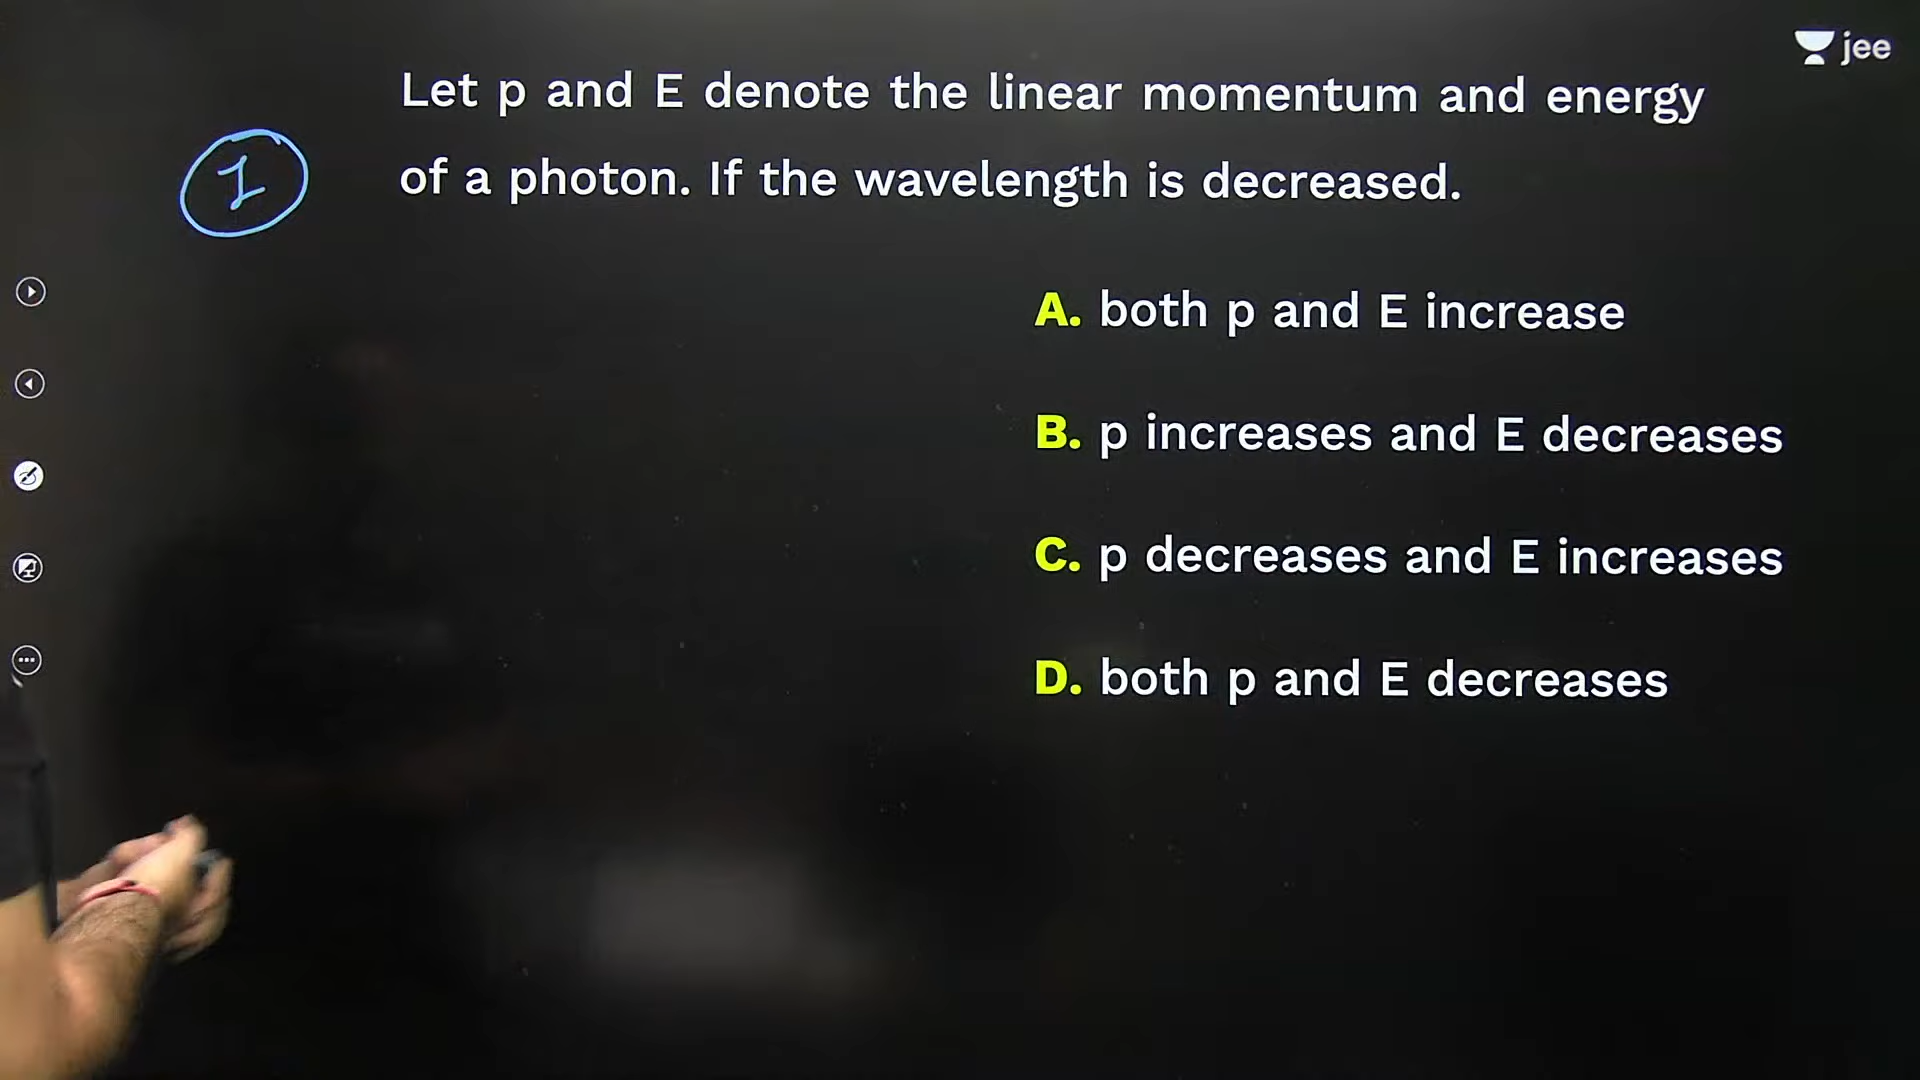 jee
Let p and E denote the linear momentum and energy
1
of a photon. If the wavelength is decreased.
A. both p and E increase
B. p increases and E decreases
C. p decreases and E increases
D. both p and E decreases